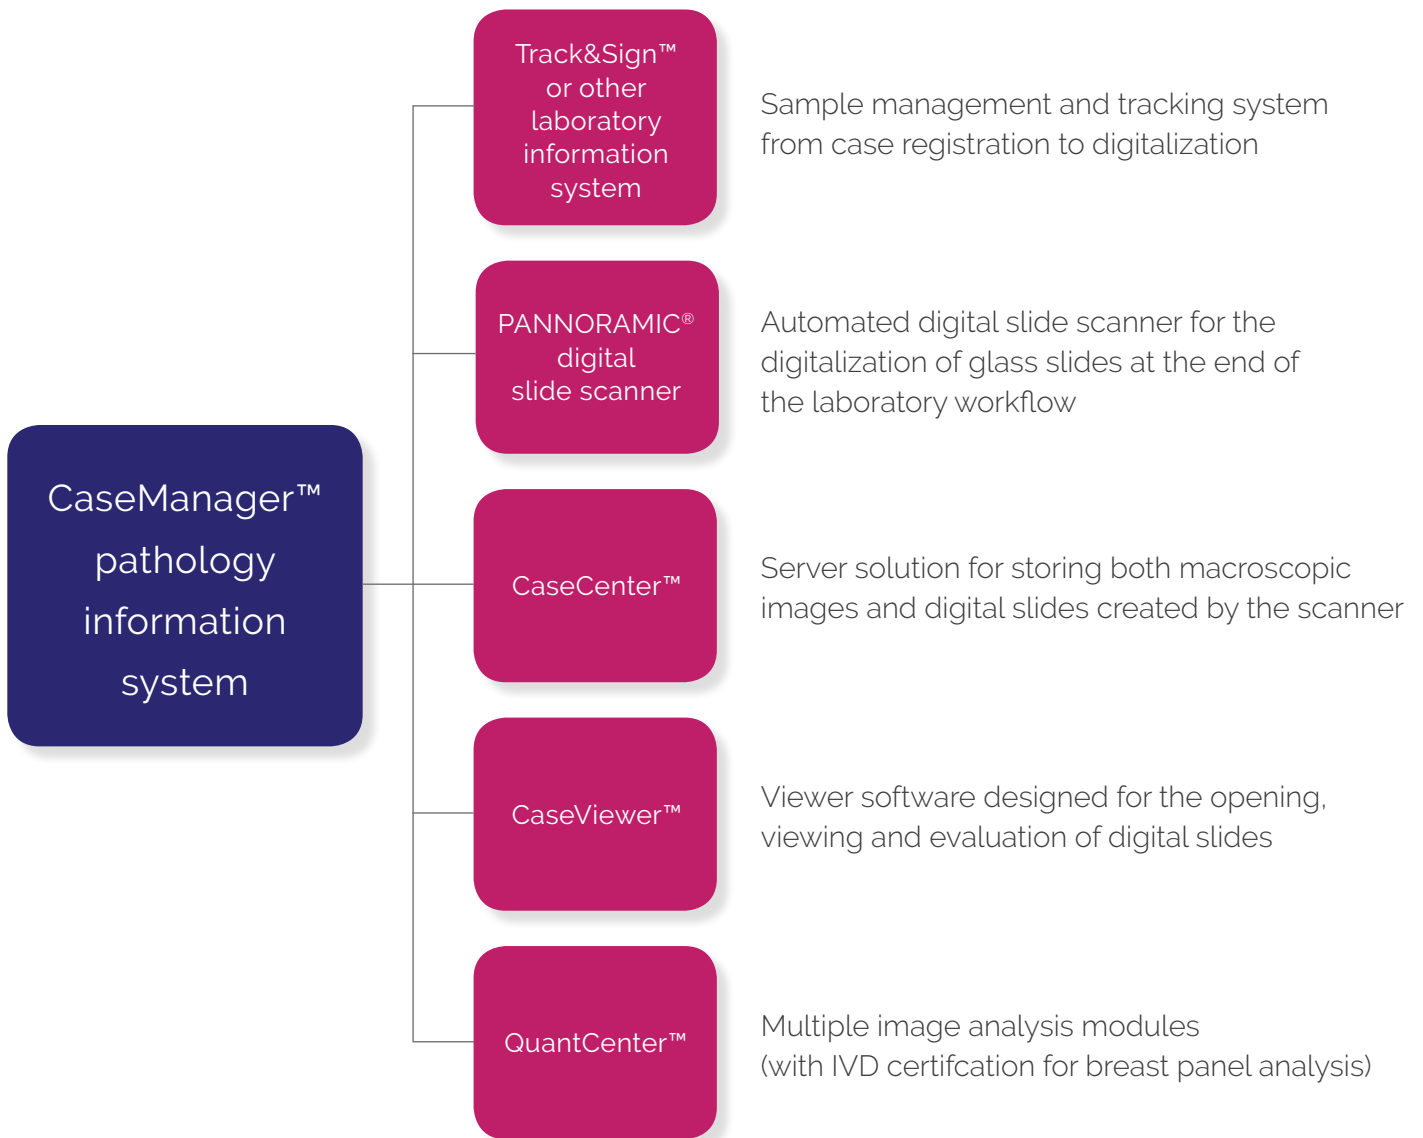 Track&Sign™
or other
laboratory
information
system
Sample management and tracking system
from case registration to digitalization
PANNORAMIC®
digital
slide scanner
Automated digital slide scanner for the
digitalization of glass slides at the end of
the laboratory workflow
CaseManager™
pathology
information
system
CaseCenter™
Server solution for storing both macroscopic
images and digital slides created by the scanner
CaseViewer™
Viewer software designed for the opening,
viewing and evaluation of digital slides
QuantCenter™
Multiple image analysis modules
(with IVD certifcation for breast panel analysis)